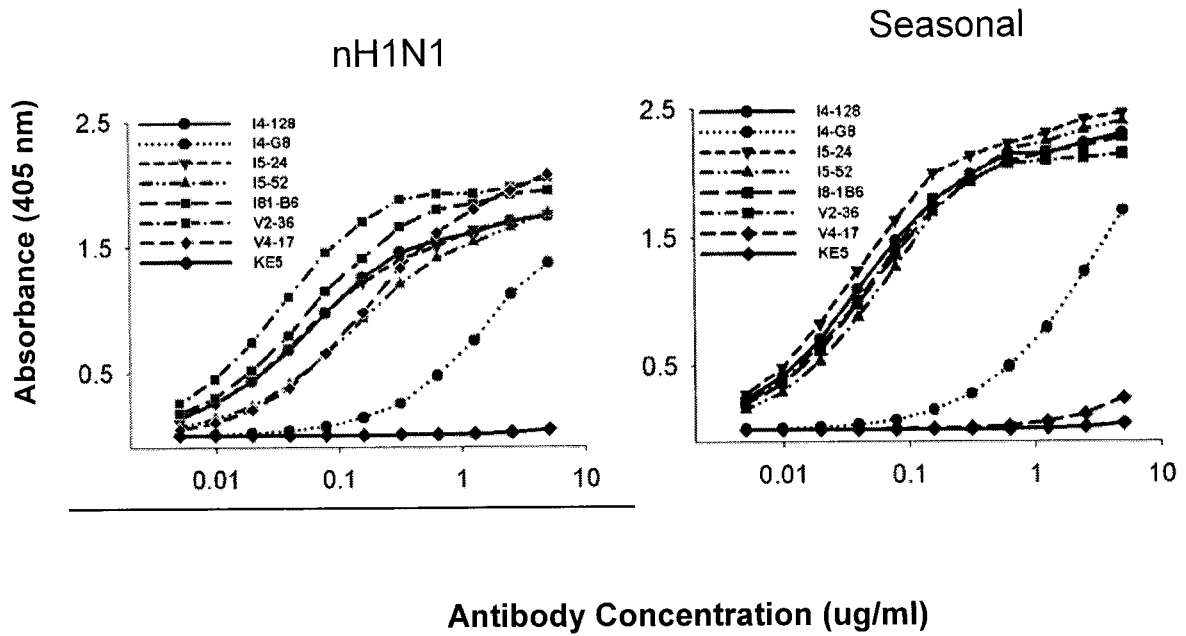 nH1N1
Seasonal
Absorbance (405 nm)
2.5
1.5
0.5
I4-128
I4-G8
I5-24
I5-52
I81-B6
V2-36
V4-17
KE5
0.01
0.1
1
10
2.5
1.5
0.5
I4-128
I4-G8
I5-24
I5-52
I8-1B6
V2-36
V4-17
KE5
0.01
0.1
1
10
Antibody Concentration (ug/ml)